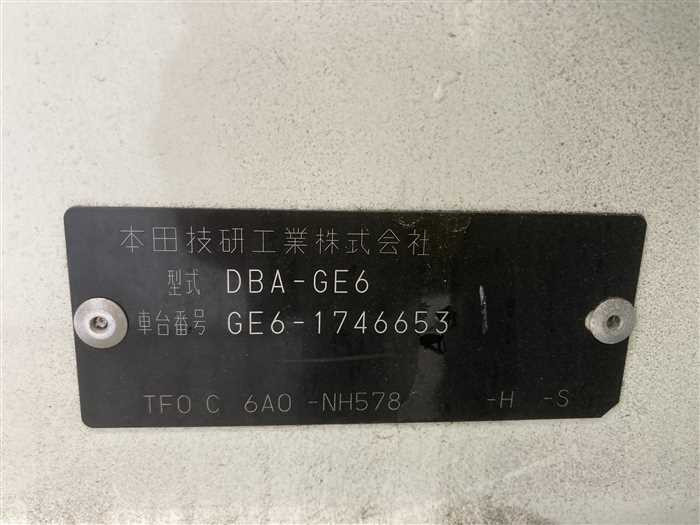 本田技研工業株式会社
型式 DBA-GE6
車台番号 GE6-1746653
TF0 C 6A0 -NH578 -H -S